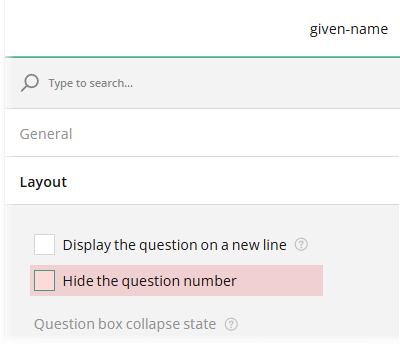 given-name
Type to search...
General
Layout
Display the question on a new line ?
Hide the question number
Question box collapse state ?